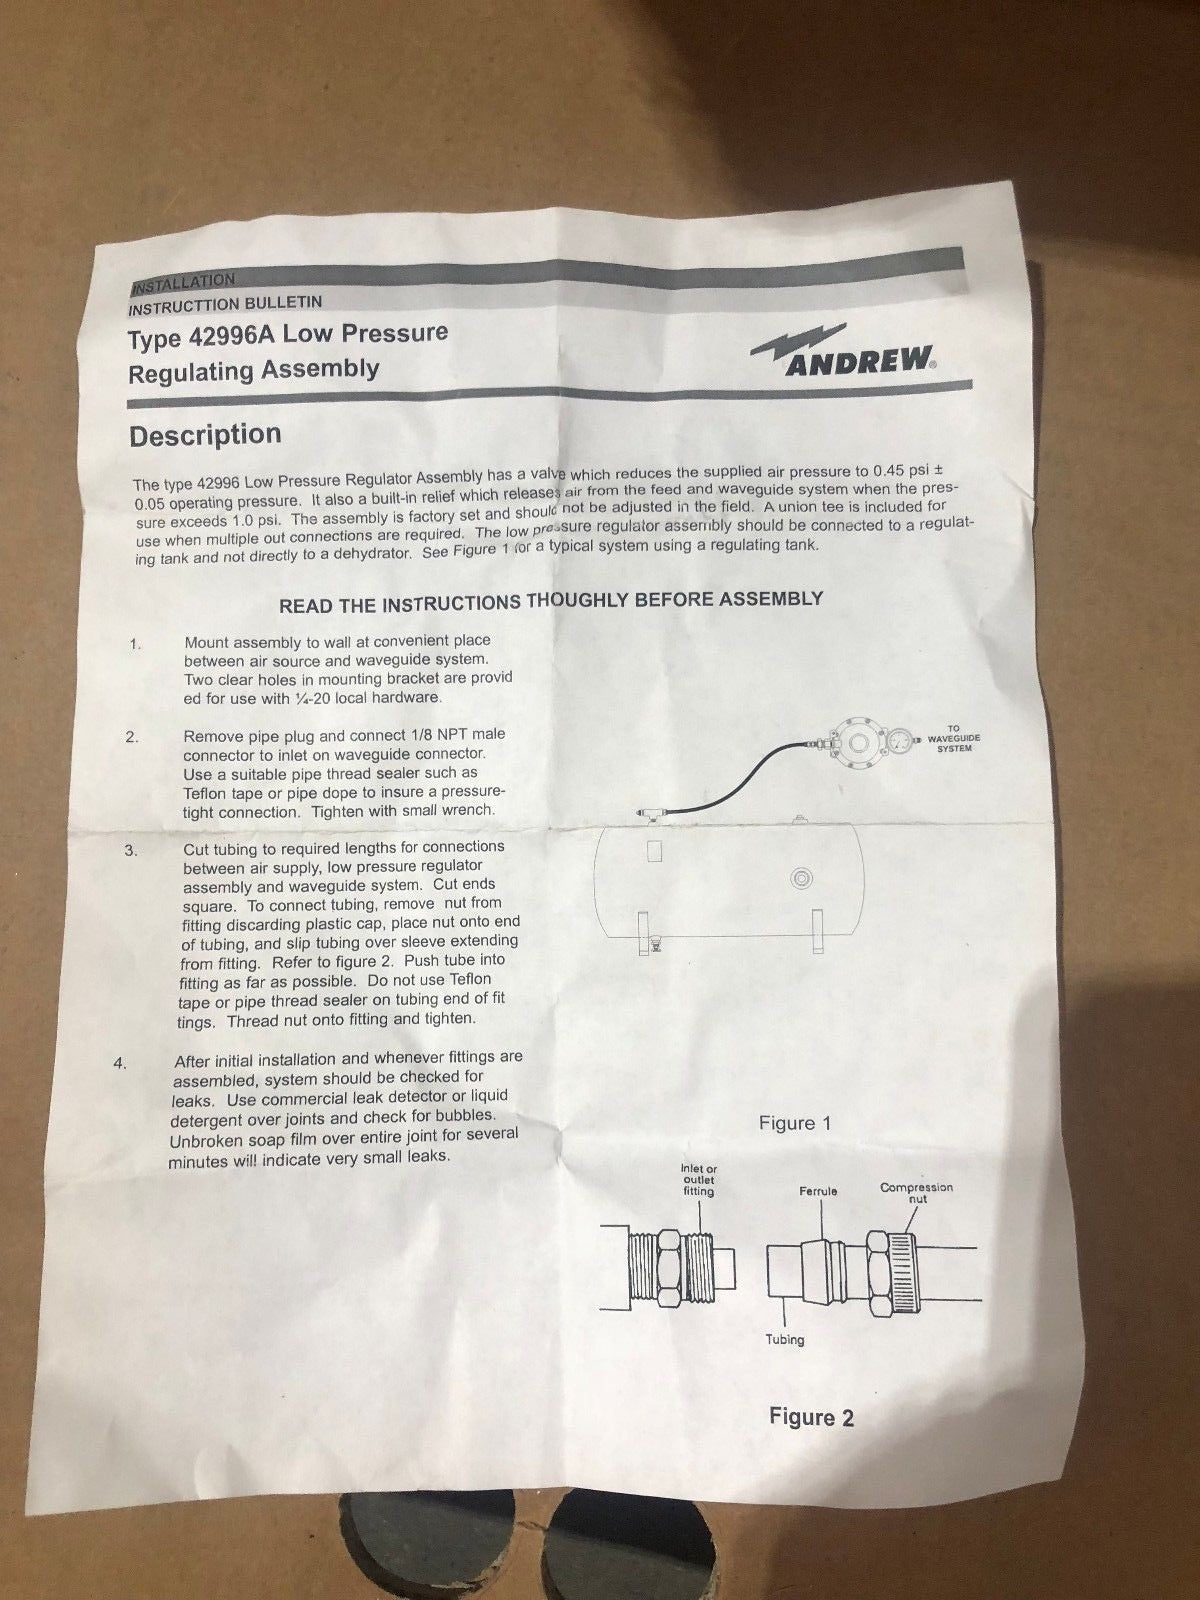 INSTALLATION
INSTRUCTTION BULLETIN
Type 42996A Low Pressure
Regulating Assembly
ANDREW®
Description
The type 42996 Low Pressure Regulator Assembly has a valve which reduces the supplied air pressure to 0.45 psi ±
0.05 operating pressure. It also a built-in relief which releases air from the feed and waveguide system when the pres-
sure exceeds 1.0 psi. The assembly is factory set and should not be adjusted in the field. A union tee is included for
use when multiple out connections are required. The low pressure regulator assembly should be connected to a regulat-
ing tank and not directly to a dehydrator. See Figure 1 for a typical system using a regulating tank.
READ THE INSTRUCTIONS THOUGHLY BEFORE ASSEMBLY
1. Mount assembly to wall at convenient place
between air source and waveguide system.
Two clear holes in mounting bracket are provid
ed for use with ¼-20 local hardware.
2. Remove pipe plug and connect 1/8 NPT male
connector to inlet on waveguide connector.
Use a suitable pipe thread sealer such as
Teflon tape or pipe dope to insure a pressure-
tight connection. Tighten with small wrench.
3. Cut tubing to required lengths for connections
between air supply, low pressure regulator
assembly and waveguide system. Cut ends
square. To connect tubing, remove nut from
fitting discarding plastic cap, place nut onto end
of tubing, and slip tubing over sleeve extending
from fitting. Refer to figure 2. Push tube into
fitting as far as possible. Do not use Teflon
tape or pipe thread sealer on tubing end of fit
tings. Thread nut onto fitting and tighten.
4. After initial installation and whenever fittings are
assembled, system should be checked for
leaks. Use commercial leak detector or liquid
detergent over joints and check for bubbles.
Unbroken soap film over entire joint for several
minutes will indicate very small leaks.
TO
WAVEGUIDE
SYSTEM
Figure 1
Inlet or
outlet
fitting
Ferrule
Compression
nut
Tubing
Figure 2